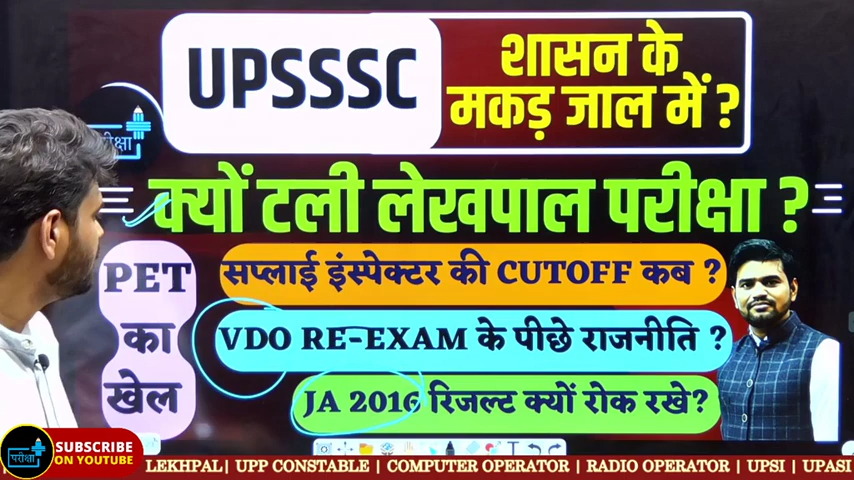 UPSSSC
शासन के
मकड़ जाल में ?
परीक्षा
क्यों टली लेखपाल परीक्षा ?
PET
का
खेल
सप्लाई इंस्पेक्टर की CUTOFF कब ?
VDO RE-EXAM के पीछे राजनीति ?
JA 2016 रिजल्ट क्यों रोक रखे?
परीक्षा
SUBSCRIBE
ON YOUTUBE
LEKHPAL| UPP CONSTABLE | COMPUTER OPERATOR | RADIO OPERATOR | UPSI | UPASI